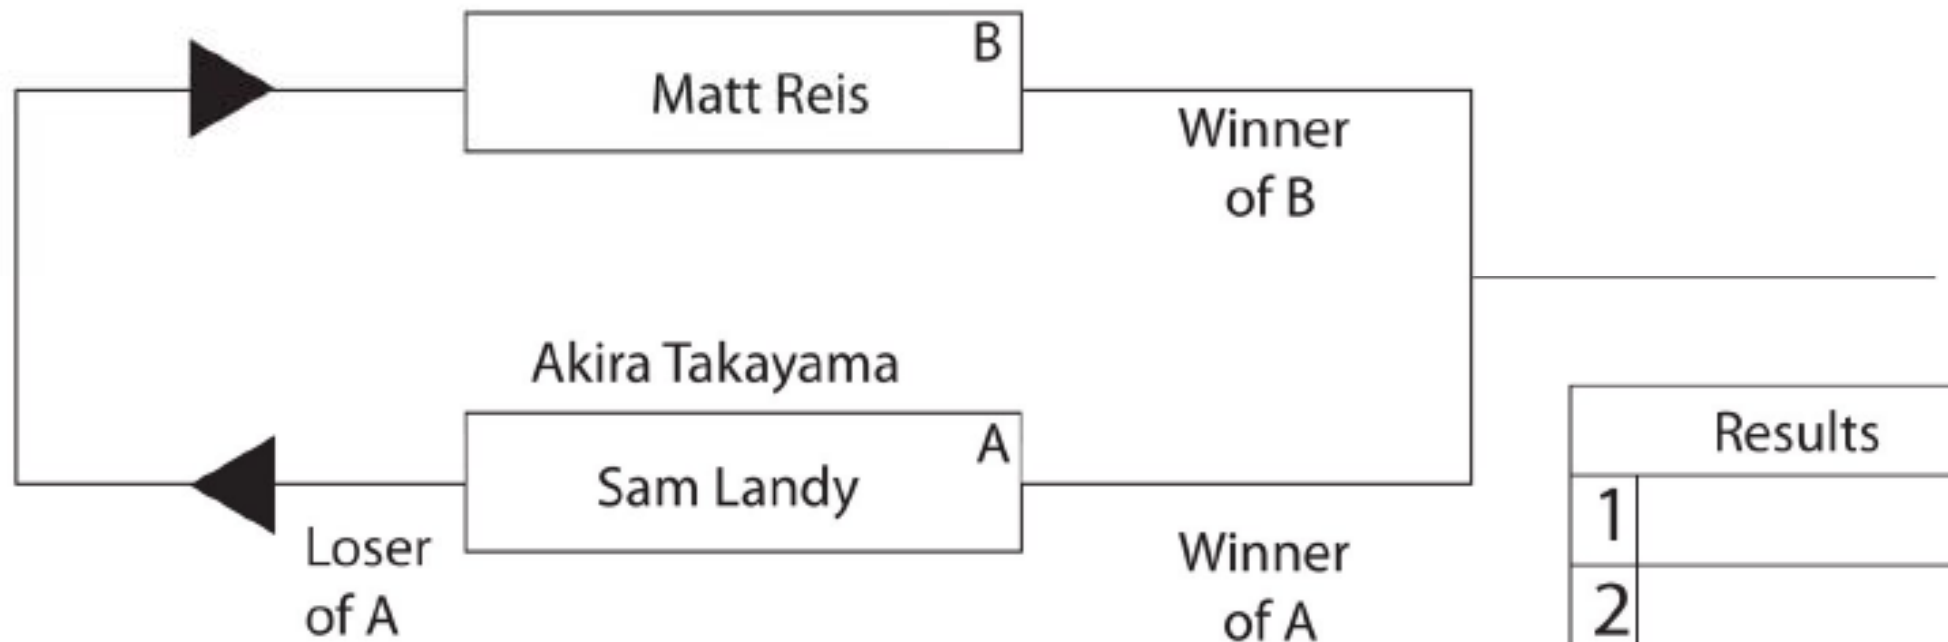 B
Matt Reis
Winner
of B
Akira Takayama
A
Sam Landy
Loser
of A
Winner
of A
Results
1
2